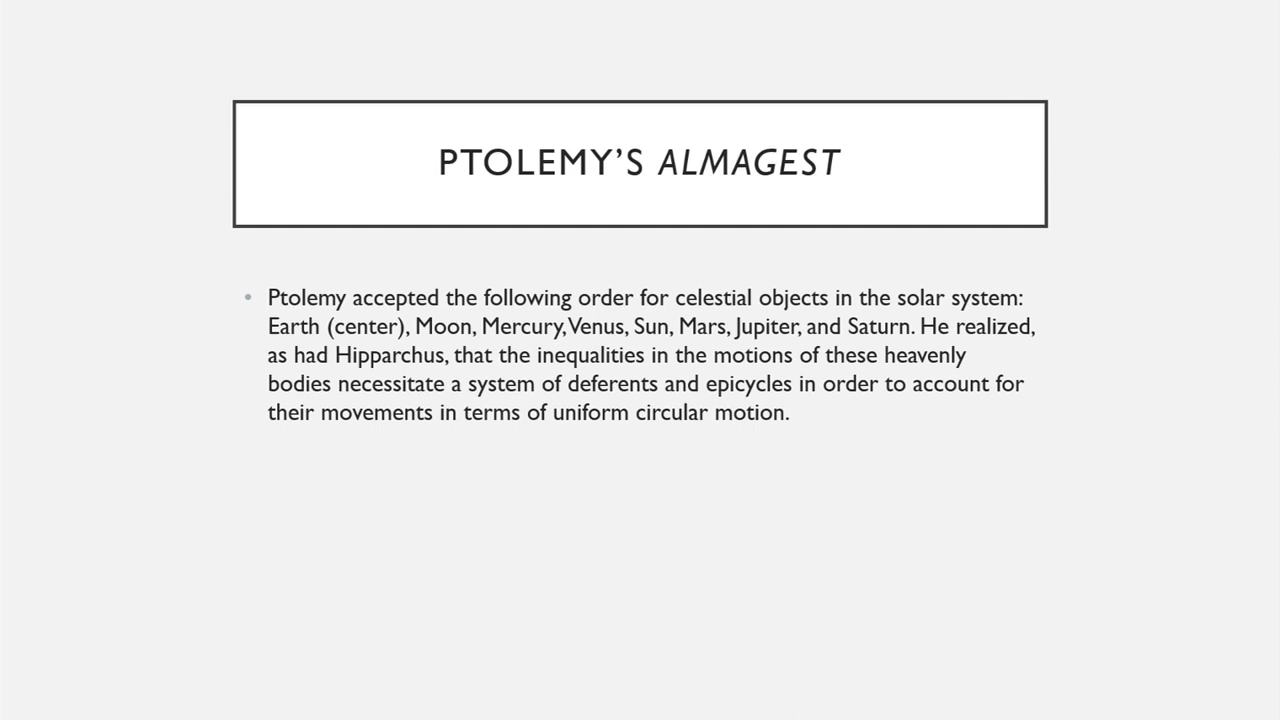 PTOLEMY’S ALMAGEST
• Ptolemy accepted the following order for celestial objects in the solar system:
Earth (center), Moon, Mercury, Venus, Sun, Mars, Jupiter, and Saturn. He realized,
as had Hipparchus, that the inequalities in the motions of these heavenly
bodies necessitate a system of deferents and epicycles in order to account for
their movements in terms of uniform circular motion.